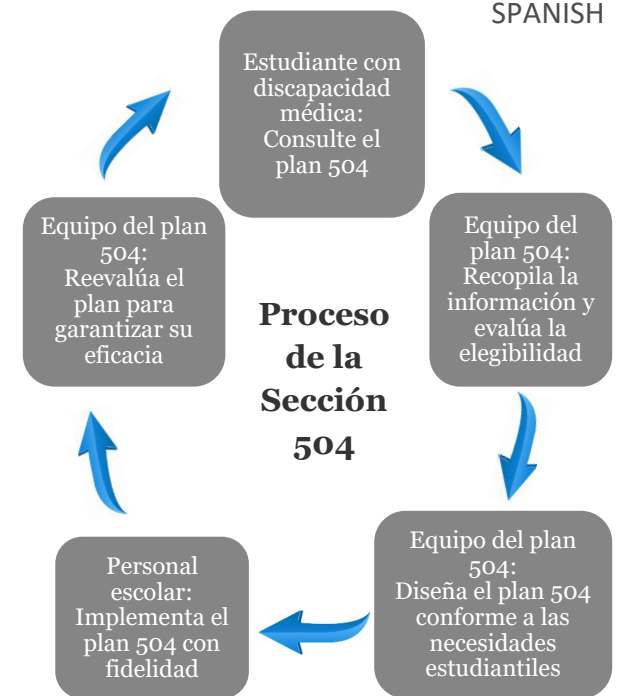 SPANISH
Estudiante con
discapacidad
médica:
Consulte el
plan 504
Equipo del
plan 504:
Recopila la
información y
evalúa la
elegibilidad
Equipo del plan
504:
Diseña el plan 504
conforme a las
necesidades
estudiantiles
Personal
escolar:
Implementa el
plan 504 con
fidelidad
Equipo del plan
504:
Reevalúa el
plan para
garantizar su
eficacia
Proceso
de la
Sección
504